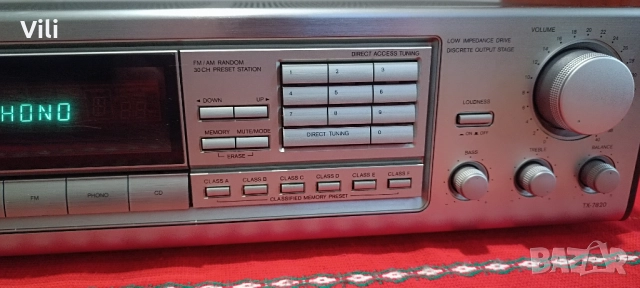 Vili
VOLUME
LOW IMPEDANCE DRIVE
DISCRETE OUTPUT STAGE
DIRECT ACCESS TUNING
FM / AM RANDOM
30 CH PRESET STATION
1 2 3
4 5 6
7 8 9
DIRECT TUNING 0
DOWN UP
MEMORY MUTE/MODE
ERASE
PHONO
LOUDNESS
ON OFF
BASS TREBLE BALANCE
FM PHONO CD
CLASS A CLASS B CLASS C CLASS D CLASS E CLASS F
CLASSIFIED MEMORY PRESET
TX-7820
BAZAR